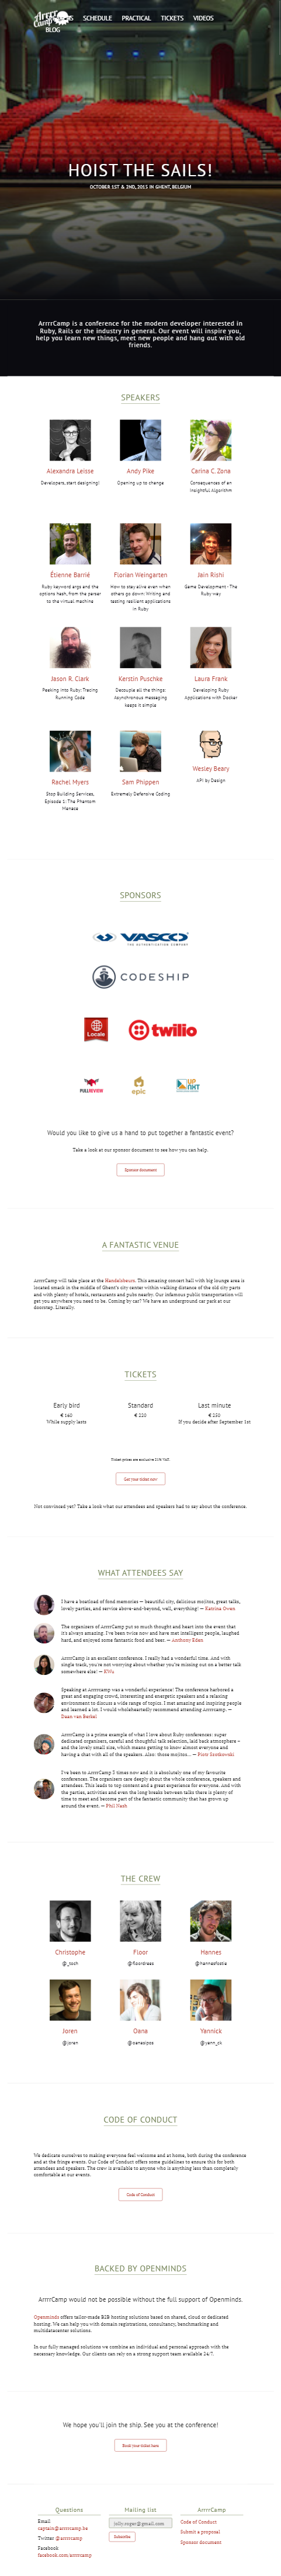 Arrrr Camp
SCHEDULE PRACTICAL TICKETS VIDEOS
BLOG
HOIST THE SAILS!
OCTOBER 1ST & 2ND, 2015 IN GHENT, BELGIUM
ArrrrCamp is a conference for the modern developer interested in
Ruby, Rails or the industry in general. Our event will inspire you,
help you learn new things, meet new people and hang out with old
friends.
SPEAKERS
Alexandra Leisse
Developers, start designing!
Andy Pike
Opening up to change
Carina C. Zona
Consequences of an
Insightful Algorithm
Étienne Barrié
Ruby keyword args and the
options hash, from the parser
to the virtual machine
Florian Weingarten
How to stay alive even when
others go down: Writing and
testing resilient applications
in Ruby
Jain Rishi
Game Development - The
Ruby way
Jason R. Clark
Peeking into Ruby: Tracing
Running Code
Kerstin Puschke
Decouple all the things:
Asynchronous messaging
keeps it simple
Laura Frank
Developing Ruby
Applications with Docker
Rachel Myers
Stop Building Services,
Episode 1: The Phantom
Menace
Sam Phippen
Extremely Defensive Coding
Wesley Beary
API by Design
SPONSORS
VASCO
THE AUTHENTICATION COMPANY
CODESHIP
Locale
twilio
PULLREVIEW
epic
UP NXT
Would you like to give us a hand to put together a fantastic event?
Take a look at our sponsor document to see how you can help.
Sponsor document
A FANTASTIC VENUE
ArrrrCamp will take place at the Handelsbeurs. This amazing concert hall with big lounge area is
located smack in the middle of Ghent's city center within walking distance of the old city parts
and with plenty of hotels, restaurants and pubs nearby. Our infamous public transportation will
get you anywhere you need to be. Coming by car? We have an underground car park at our
doorstep. Literally.
TICKETS
Early bird
€ 160
While supply lasts
Standard
€ 220
Last minute
€ 250
If you decide after September 1st
Ticket prices are exclusive 21% VAT.
Get your ticket now!
Not convinced yet? Take a look what our attendees and speakers had to say about the conference.
WHAT ATTENDEES SAY
I have a boatload of fond memories — beautiful city, delicious mojitos, great talks,
lovely parties, and service above-and-beyond, well, everything! — Katrina Owen
The organisers of ArrrrCamp put so much thought and heart into the event that
it's always amazing. I've been twice now and have met intelligent people, laughed
hard, and enjoyed some fantastic food and beer. — Anthony Eden
ArrrrCamp is an excellent conference. I really had a wonderful time. And with
single track, you're not worrying about whether you're missing out on a better talk
somewhere else! — KWu
Speaking at Arrrrcamp was a wonderful experience! The conference harbored a
great and engaging crowd, interesting and energetic speakers and a relaxing
environment to discuss a wide range of topics. I met amazing and inspiring people
and learned a lot. I would wholeheartedly recommend attending Arrrrcamp. —
Daan van Berkel
ArrrrCamp is a prime example of what I love about Ruby conferences: super
dedicated organisers, careful and thoughtful talk selection, laid back atmosphere –
and the lovely small size, which means getting to know almost everyone and
having a chat with all of the speakers. Also: those mojitos... — Piotr Szotkowski
I've been to ArrrrCamp 3 times now and it is absolutely one of my favourite
conferences. The organisers care deeply about the whole conference, speakers and
attendees. This leads to top content and a great experience for everyone. And with
the parties, activities and even the long breaks between talks there is plenty of
time to meet and become part of the fantastic community that has grown up
around the event. — Phil Nash
THE CREW
Christophe
@_toch
Floor
@floordrees
Hannes
@hannesfostie
Joren
@joren
Oana
@oanasipos
Yannick
@yann_ck
CODE OF CONDUCT
We dedicate ourselves to making everyone feel welcome and at home, both during the conference
and at the fringe events. Our Code of Conduct offers some guidelines to ensure this for both
attendees and speakers. The crew is available to anyone who is anything less than completely
comfortable at our events.
Code of Conduct
BACKED BY OPENMINDS
ArrrrCamp would not be possible without the full support of Openminds.
Openminds offers tailor-made B2B hosting solutions based on shared, cloud or dedicated
hosting. We can help you with domain registrations, consultancy, benchmarking and
multidatacenter solutions.
In our fully managed solutions we combine an individual and personal approach with the
necessary knowledge. Our clients can rely on a strong support team available 24/7.
We hope you'll join the ship. See you at the conference!
Book your ticket here
Questions
Email:
captain@arrrrcamp.be
Twitter: @arrrrcamp
Facebook:
facebook.com/arrrrcamp
Mailing list
jolly.roger@gmail.com
Subscribe
ArrrrCamp
Code of Conduct
Submit a proposal
Sponsor document